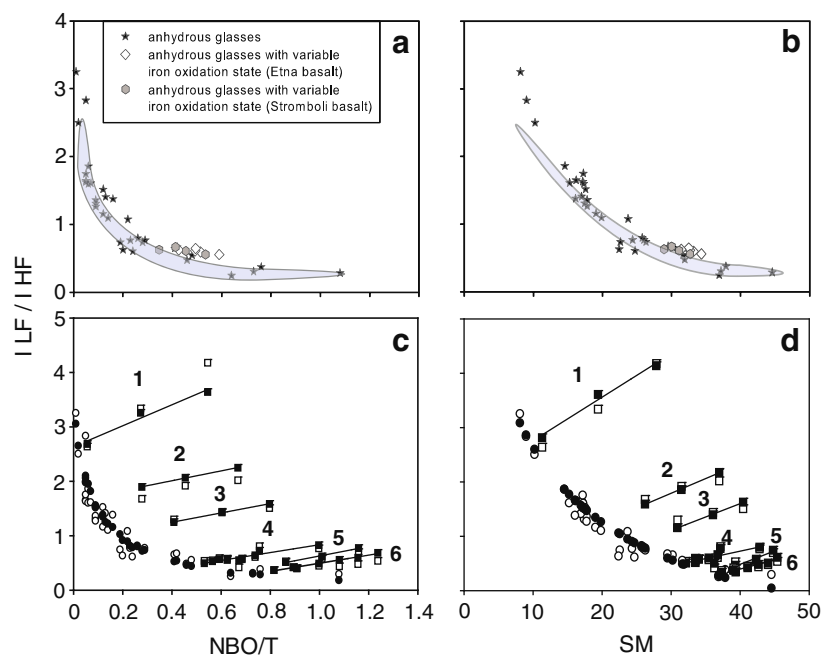 4
3
2
1
0
★ anhydrous glasses
◇ anhydrous glasses with variable
iron oxidation state (Etna basalt)
anhydrous glasses with variable
iron oxidation state (Stromboli basalt)
a
b
I LF / I HF
5
4
3
2
1
0
c
1
2
3
4
5
6
d
1
2
3
4
5
6
0 0.2 0.4 0.6 0.8 1.0 1.2 1.4
0 10 20 30 40 50
NBO/T
SM